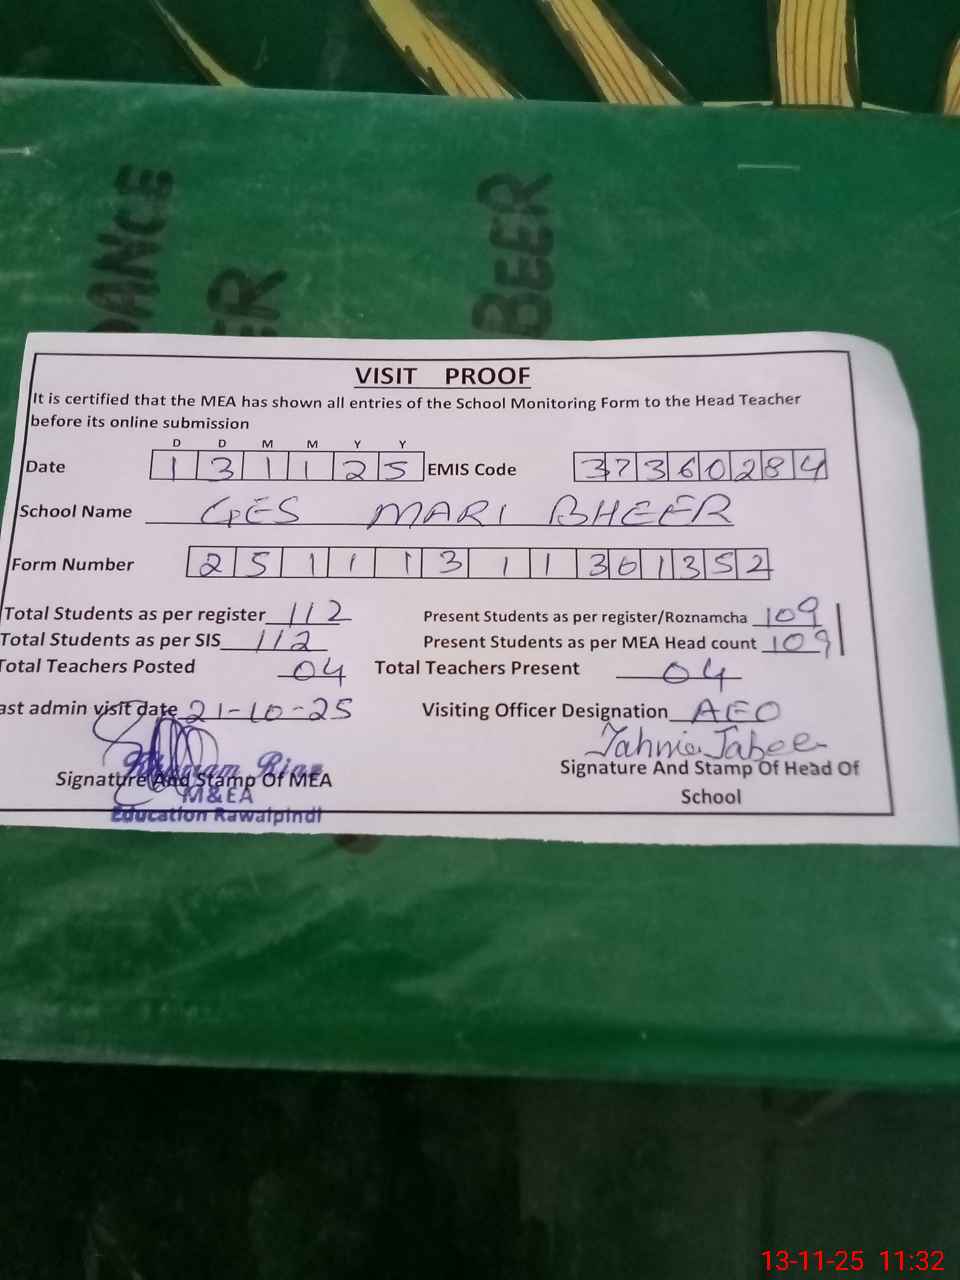 DANCE
ER
BEER
VISIT PROOF
It is certified that the MEA has shown all entries of the School Monitoring Form to the Head Teacher
before its online submission
D D M M Y Y
Date 1 3 1 1 2 5 EMIS Code 3 7 3 6 0 2 8 4
School Name GES MARI BHEER
Form Number 2 5 1 1 1 3 1 1 3 6 1 3 5 2
Total Students as per register 112 Present Students as per register/Roznamcha 109
Total Students as per SIS 112 Present Students as per MEA Head count 109
Total Teachers Posted 04 Total Teachers Present 04
ast admin visit date 21-10-25 Visiting Officer Designation AEO
Signature And Stamp Of MEA Signature And Stamp Of Head Of
School
M&EA
Education Rawalpindi
13-11-25 11:32